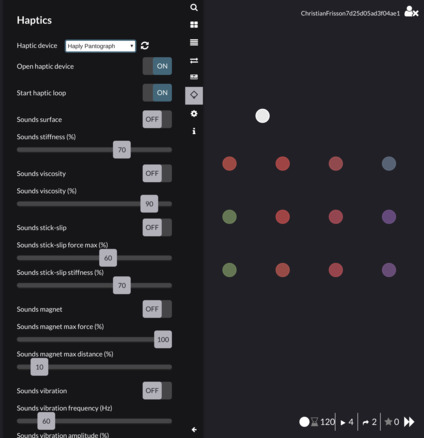 Haptics
ChristianFrisson7d25d05ad3f04ae1
Haptic device Haply Pantograph
Open haptic device ON
Start haptic loop ON
Sounds surface OFF
Sounds stiffness (%)
70
Sounds viscosity OFF
Sounds viscosity (%)
90
Sounds stick-slip OFF
Sounds stick-slip force max (%)
60
Sounds stick-slip stiffness (%)
70
Sounds magnet OFF
Sounds magnet max force (%)
100
Sounds magnet max distance (%)
10
Sounds vibration OFF
Sounds vibration frequency (Hz)
60
Sounds vibration amplitude (%)
120 4 2 0